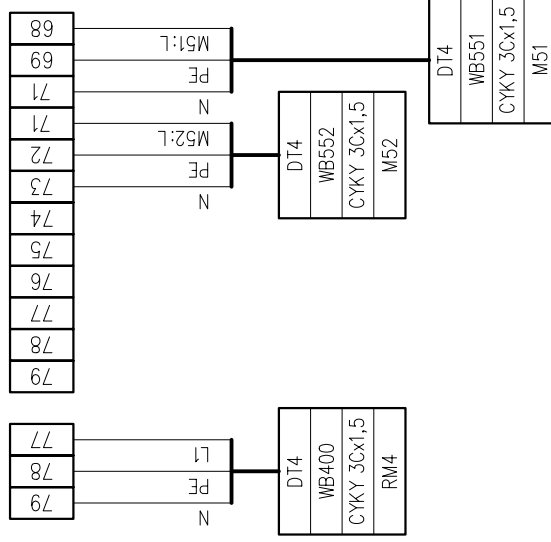 68
69
71
71
72
73
74
75
76
77
78
79
M51:L
PE
N
M52:L
PE
N
DT4
WB551
CYKY 3Cx1,5
M51
DT4
WB552
CYKY 3Cx1,5
M52
77
78
79
L1
PE
N
DT4
WB400
CYKY 3Cx1,5
RM4